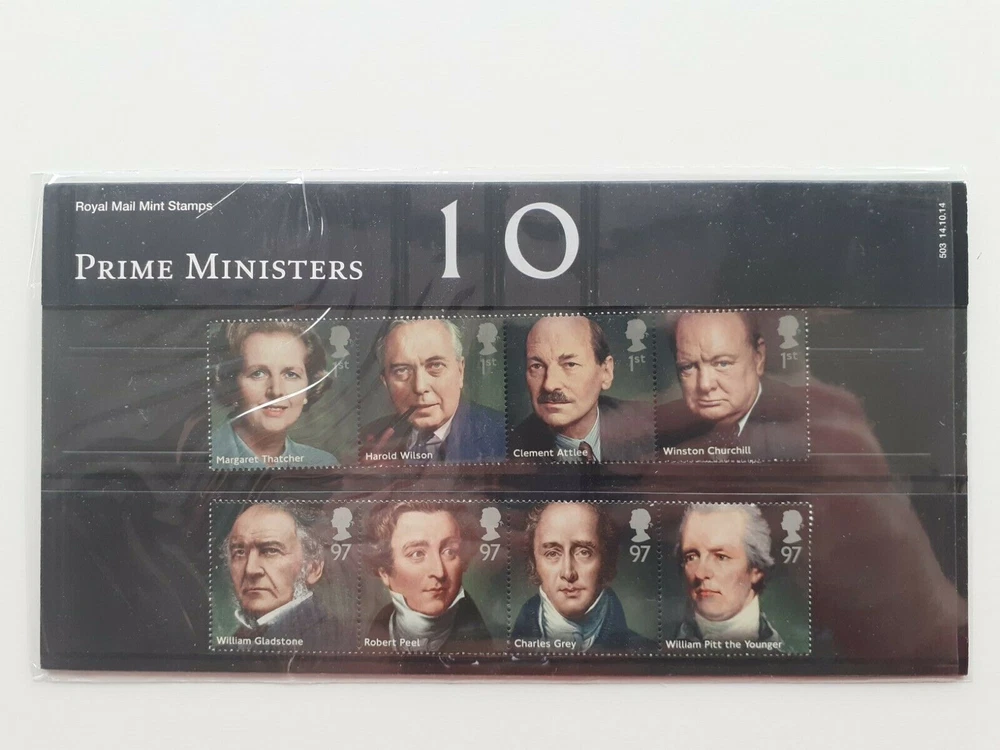 Royal Mail Mint Stamps
PRIME MINISTERS
10
503 14.10.14
1st
1st
1st
1st
Margaret Thatcher
Harold Wilson
Clement Attlee
Winston Churchill
97
97
97
97
William Gladstone
Robert Peel
Charles Grey
William Pitt the Younger